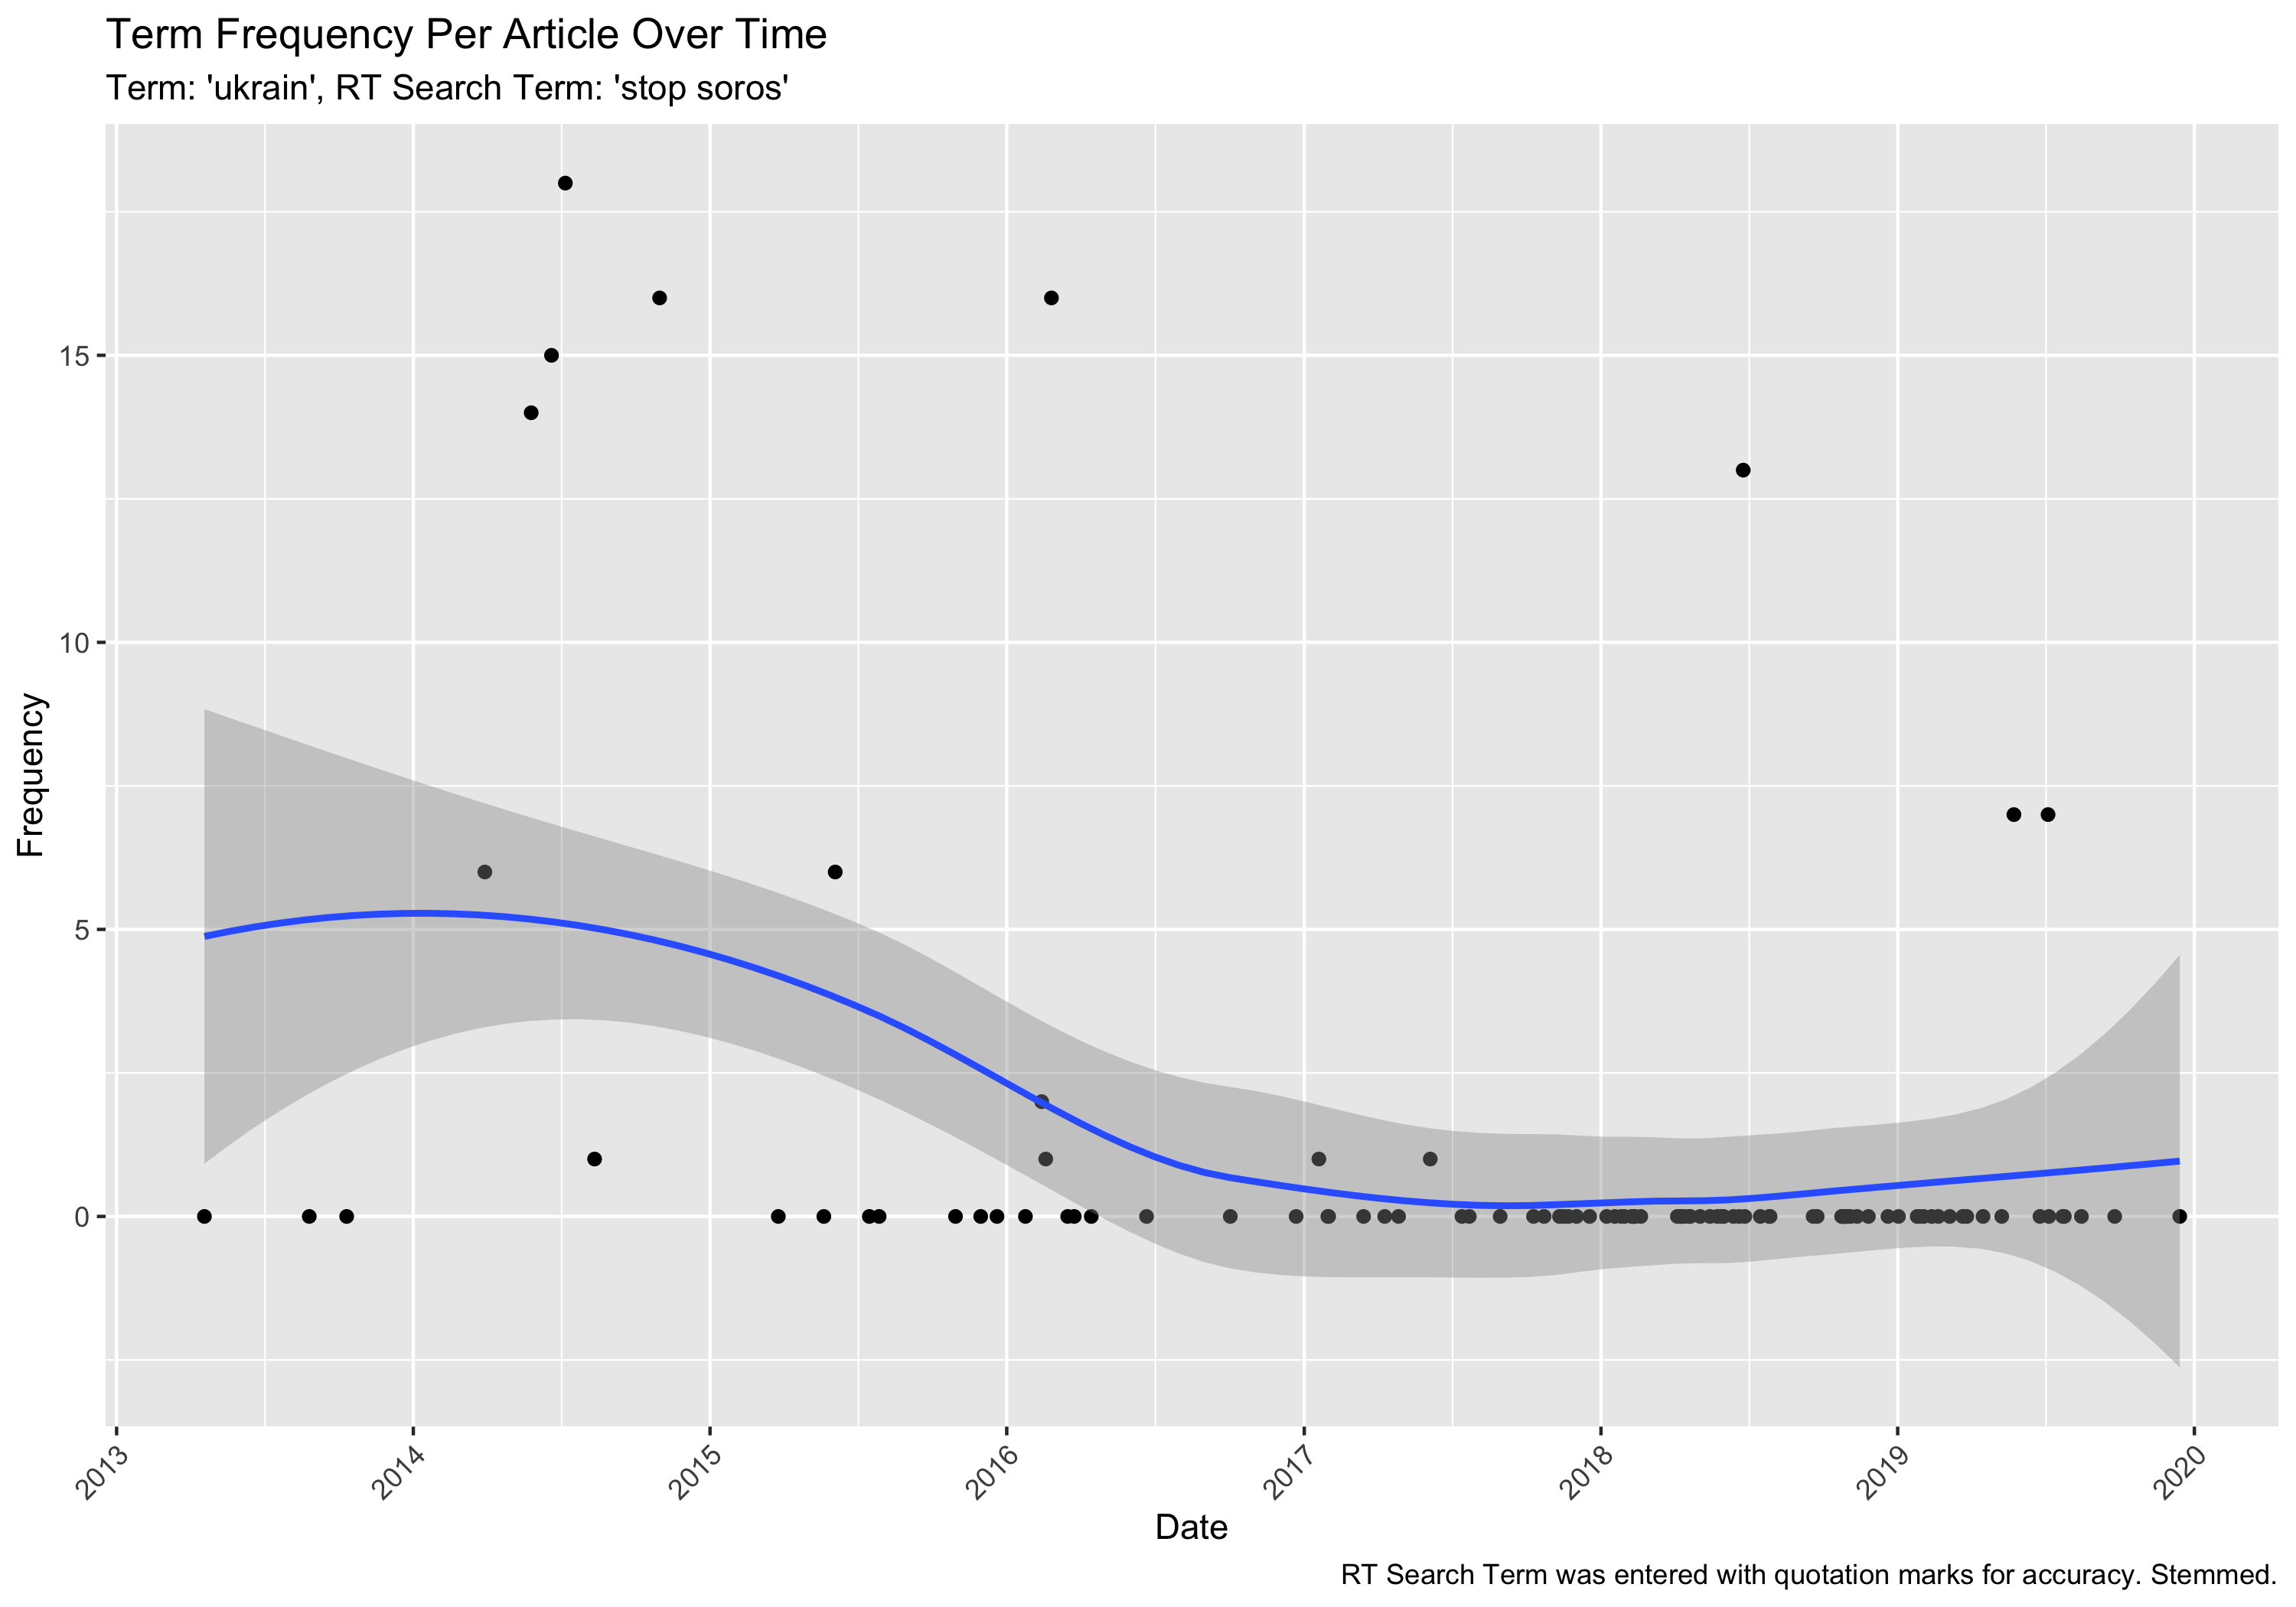 Term Frequency Per Article Over Time
Term: 'ukrain', RT Search Term: 'stop soros'
Frequency
15
10
5
0
2013
2014
2015
2016
2017
2018
2019
2020
Date
RT Search Term was entered with quotation marks for accuracy. Stemmed.